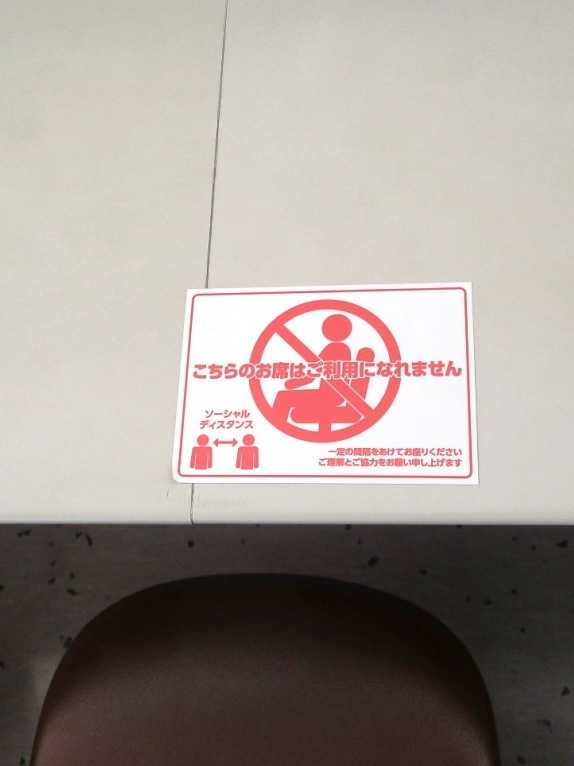 こちらのお席はご利用になれません
ソーシャル
ディスタンス
一定の間隔をあけてお座りください
ご理解とご協力をお願い申し上げます